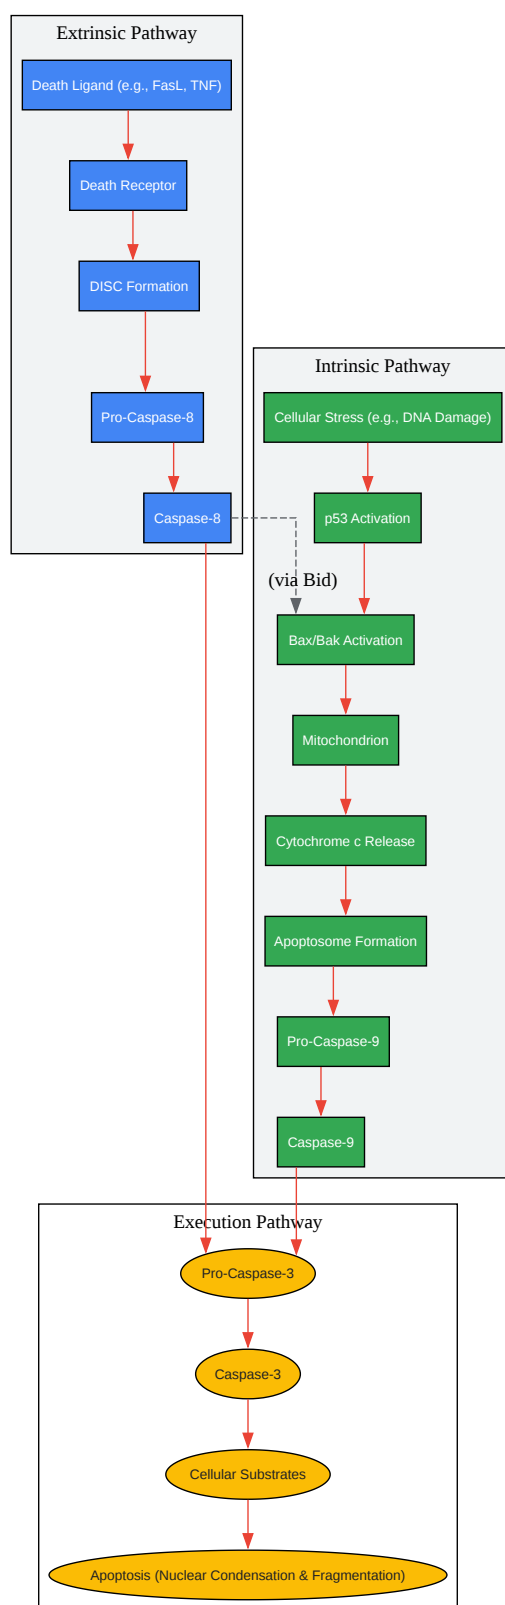 Extrinsic Pathway
Death Ligand (e.g., FasL, TNF)
Death Receptor
DISC Formation
Pro-Caspase-8
Caspase-8
Intrinsic Pathway
Cellular Stress (e.g., DNA Damage)
p53 Activation
(via Bid)
Bax/Bak Activation
Mitochondrion
Cytochrome c Release
Apoptosome Formation
Pro-Caspase-9
Caspase-9
Execution Pathway
Pro-Caspase-3
Caspase-3
Cellular Substrates
Apoptosis (Nuclear Condensation & Fragmentation)